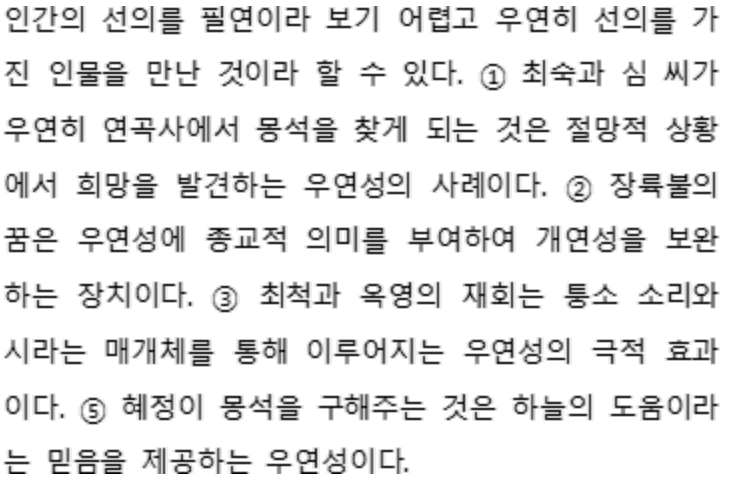 인간의 선의를 필연이라 보기 어렵고 우연히 선의를 가
진 인물을 만난 것이라 할 수 있다. ① 최숙과 심 씨가
우연히 연곡사에서 몽석을 찾게 되는 것은 절망적 상황
에서 희망을 발견하는 우연성의 사례이다. ② 장륙불의
꿈은 우연성에 종교적 의미를 부여하여 개연성을 보완
하는 장치이다. ③ 최척과 옥영의 재회는 퉁소 소리와
시라는 매개체를 통해 이루어지는 우연성의 극적 효과
이다. ⑤ 혜정이 몽석을 구해주는 것은 하늘의 도움이라
는 믿음을 제공하는 우연성이다.